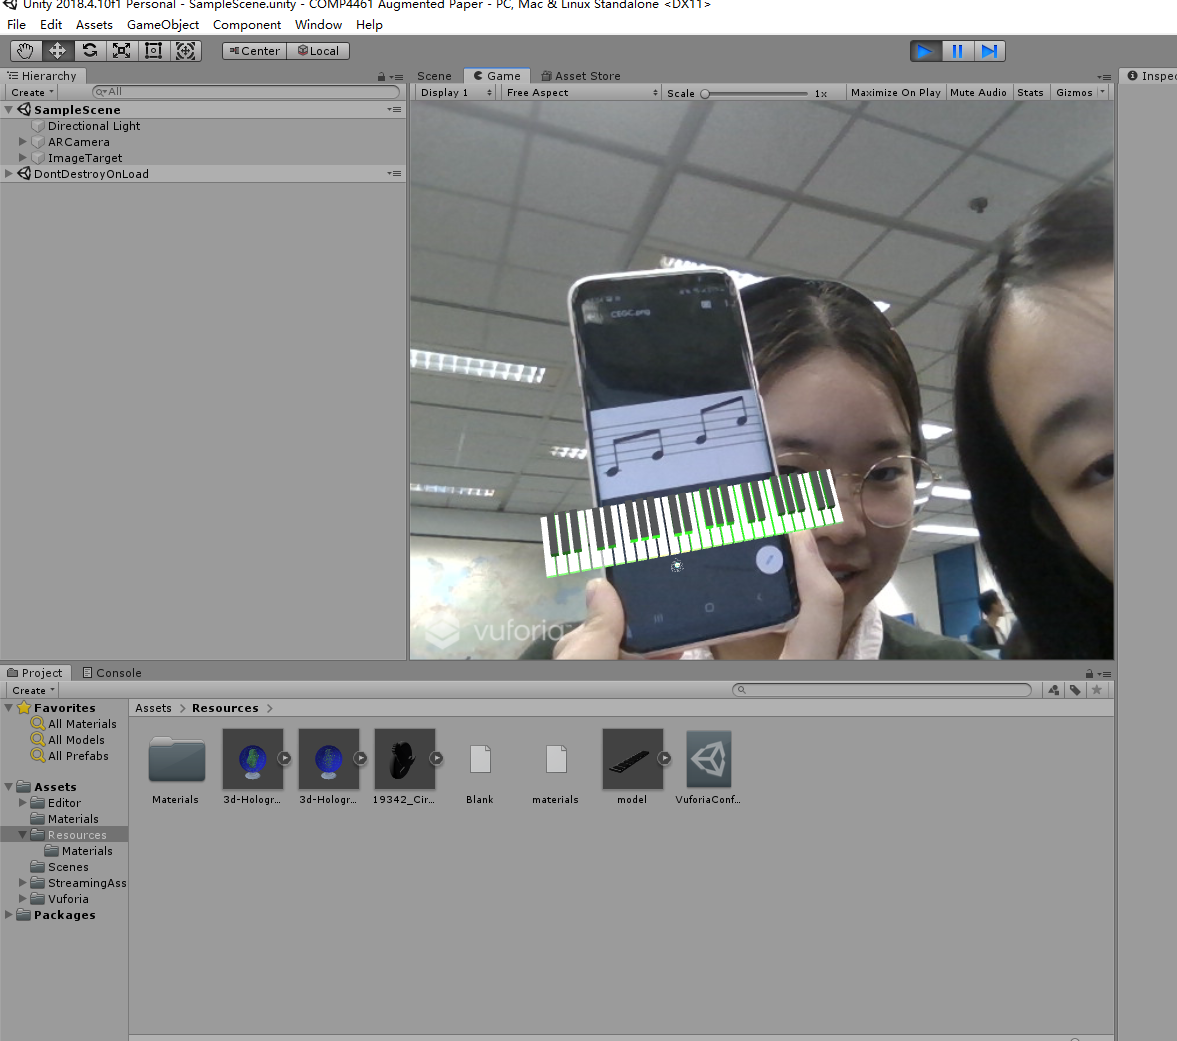 Unity 2018.4.10f1 Personal - SampleScene.unity - COMP4461 Augmented Paper - PC, Mac & Linux Standalone <DX11>
File Edit Assets GameObject Component Window Help
Center Local
Hierarchy
Create All
SampleScene
Directional Light
ARCamera
ImageTarget
DontDestroyOnLoad
Scene Game Asset Store
Display 1 Free Aspect Scale 1x Maximize On Play Mute Audio Stats Gizmos
Inspec
CEGC.png
vuforia
Project Console
Create
Favorites
All Materials
All Models
All Prefabs
Assets
Editor
Materials
Resources
Materials
Scenes
StreamingAss
Vuforia
Packages
Assets > Resources >
Materials 3d-Hologr... 3d-Hologr... 19342_Cir... Blank materials model VuforiaConf...